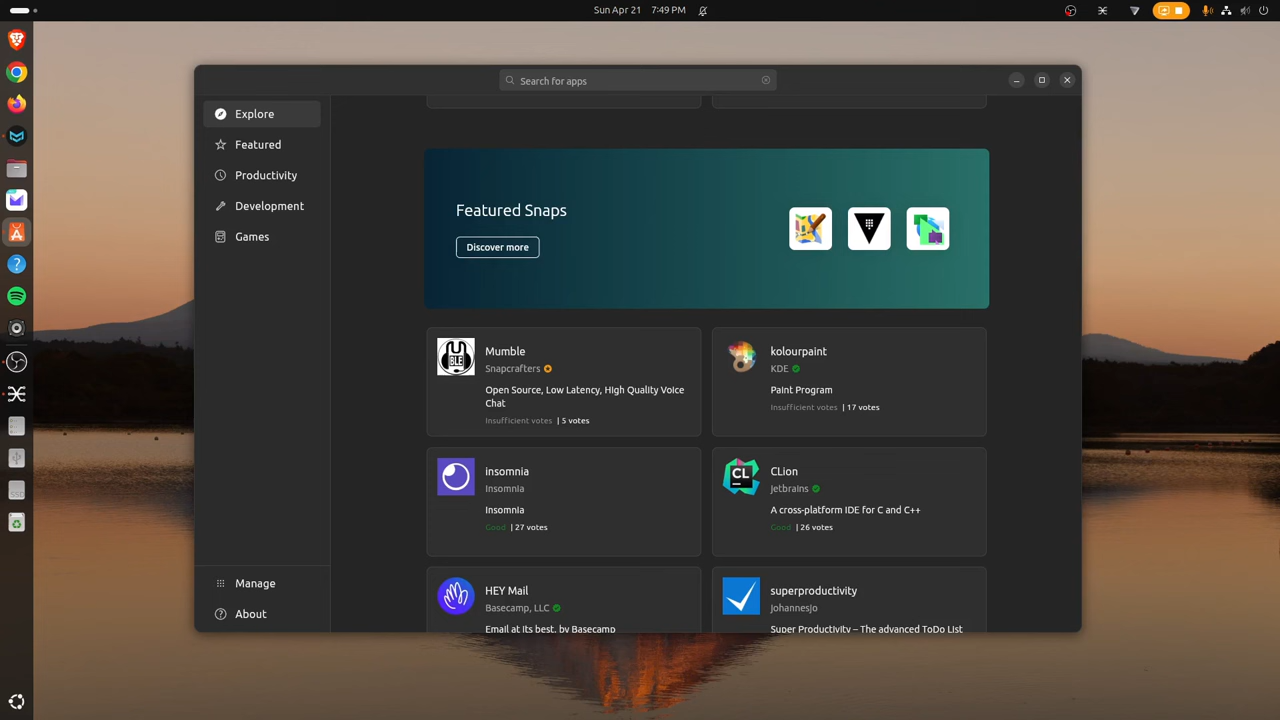 Sun Apr 21 7:49 PM
Search for apps
Explore
Featured
Productivity
Development
Games
Manage
About
Featured Snaps
Discover more
BLE
Mumble
Snapcrafters
Open Source, Low Latency, High Quality Voice
Chat
Insufficient votes | 5 votes
kolourpaint
KDE
Paint Program
Insufficient votes | 17 votes
insomnia
Insomnia
Insomnia
Good | 27 votes
CL
CLion
Jetbrains
A cross-platform IDE for C and C++
Good | 26 votes
HEY Mail
Basecamp, LLC
Email at its best, by Basecamp
superproductivity
Johannesjo
Super Productivity – The advanced ToDo List
SSD